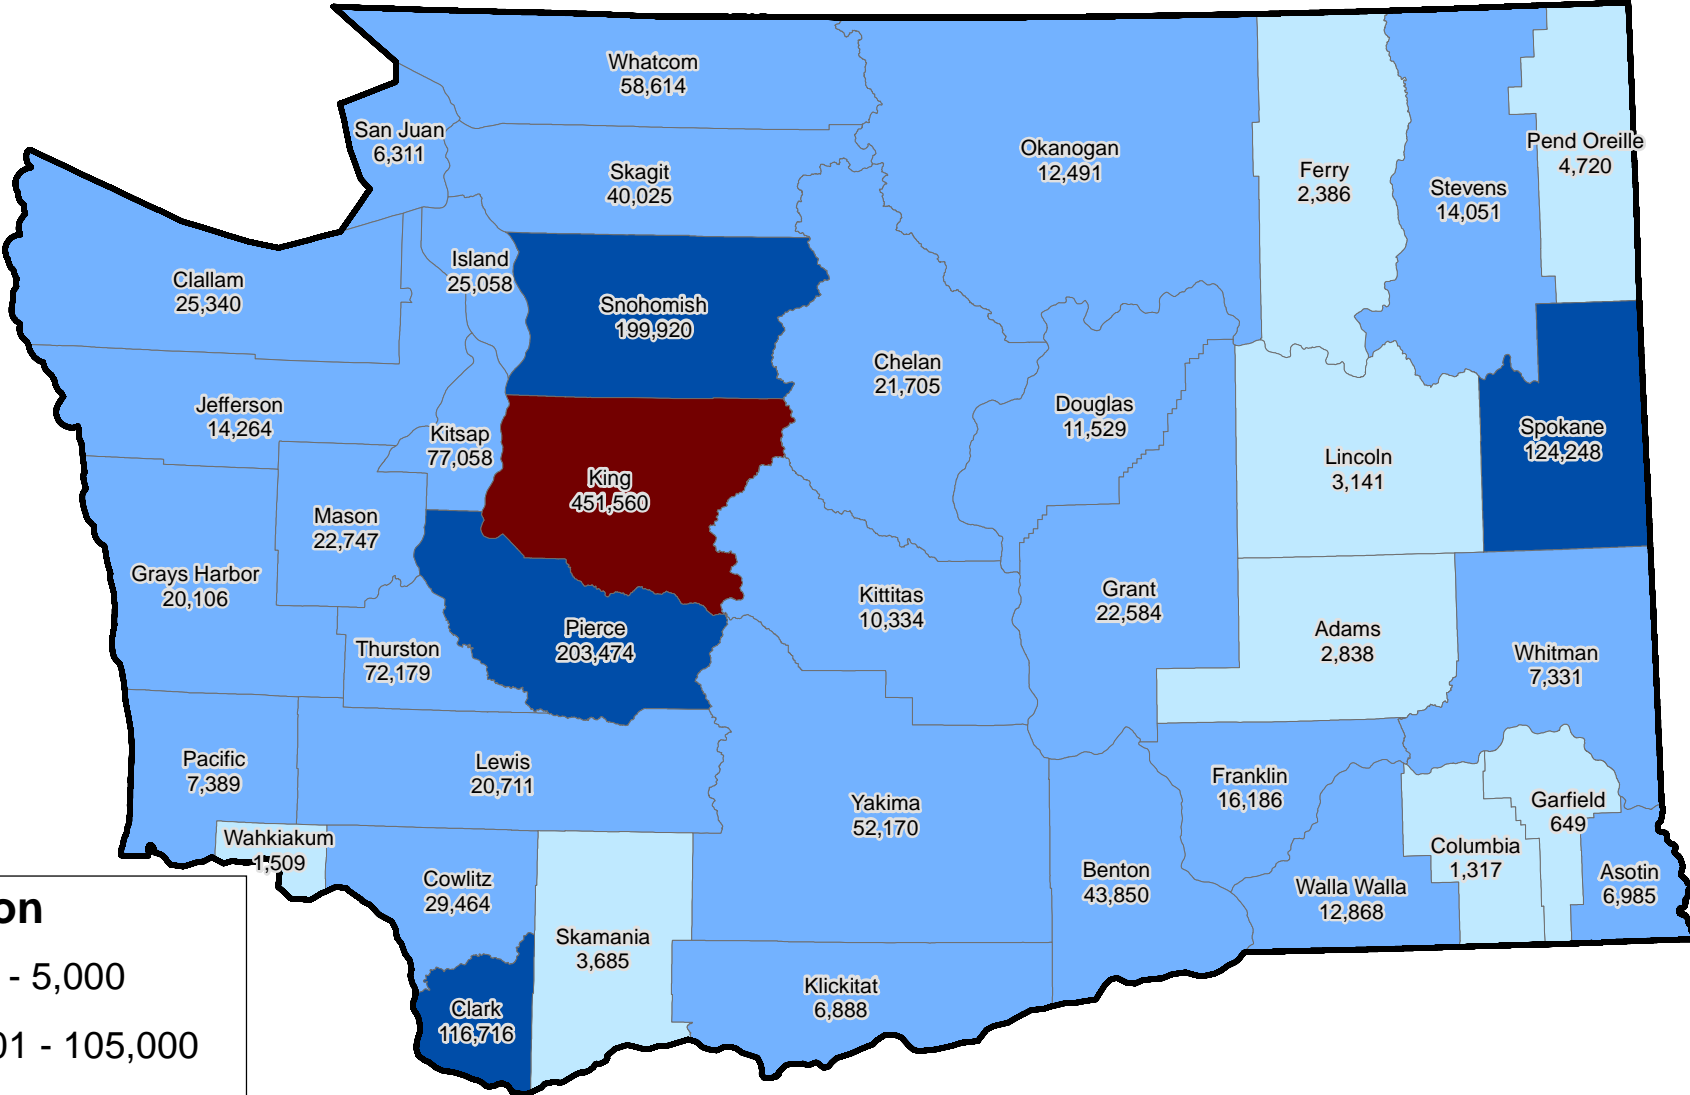 Whatcom
58,614
San Juan
6,311
Skagit
40,025
Okanogan
12,491
Ferry
2,386
Stevens
14,051
Pend Oreille
4,720
Clallam
25,340
Island
25,058
Snohomish
199,920
Chelan
21,705
Douglas
11,529
Jefferson
14,264
Kitsap
77,058
King
451,560
Lincoln
3,141
Spokane
124,248
Mason
22,747
Grays Harbor
20,106
Thurston
72,179
Pierce
203,474
Kittitas
10,334
Grant
22,584
Adams
2,838
Whitman
7,331
Pacific
7,389
Lewis
20,711
Yakima
52,170
Franklin
16,186
Garfield
649
Wahkiakum
1,509
Cowlitz
29,464
Benton
43,850
Walla Walla
12,868
Columbia
1,317
Asotin
6,985
Skamania
3,685
Klickitat
6,888
Clark
116,716
on
- 5,000
01 - 105,000